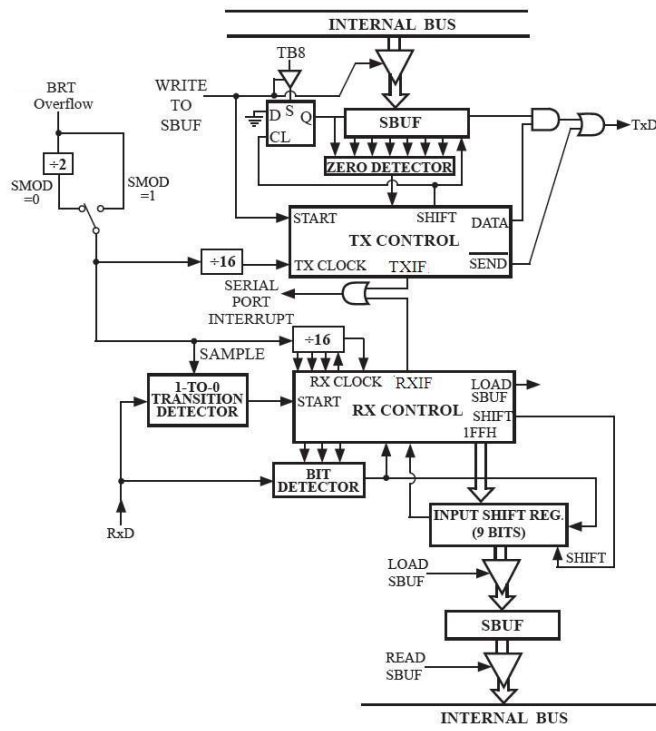 INTERNAL BUS
TB8
BRT
Overflow
WRITE
TO
SBUF
S
D
Q
CL
SBUF
ZERO DETECTOR
÷2
SMOD
=0
SMOD
=1
START
SHIFT
DATA
TX CONTROL
÷16
TX CLOCK
TXIF
SEND
TxD
SERIAL
PORT
INTERRUPT
÷16
SAMPLE
1-TO-0
TRANSITION
DETECTOR
RX CLOCK
RXIF
LOAD
SBUF
START
RX CONTROL
SHIFT
1FFH
BIT
DETECTOR
RxD
INPUT SHIFT REG.
(9 BITS)
LOAD
SBUF
SHIFT
SBUF
READ
SBUF
INTERNAL BUS